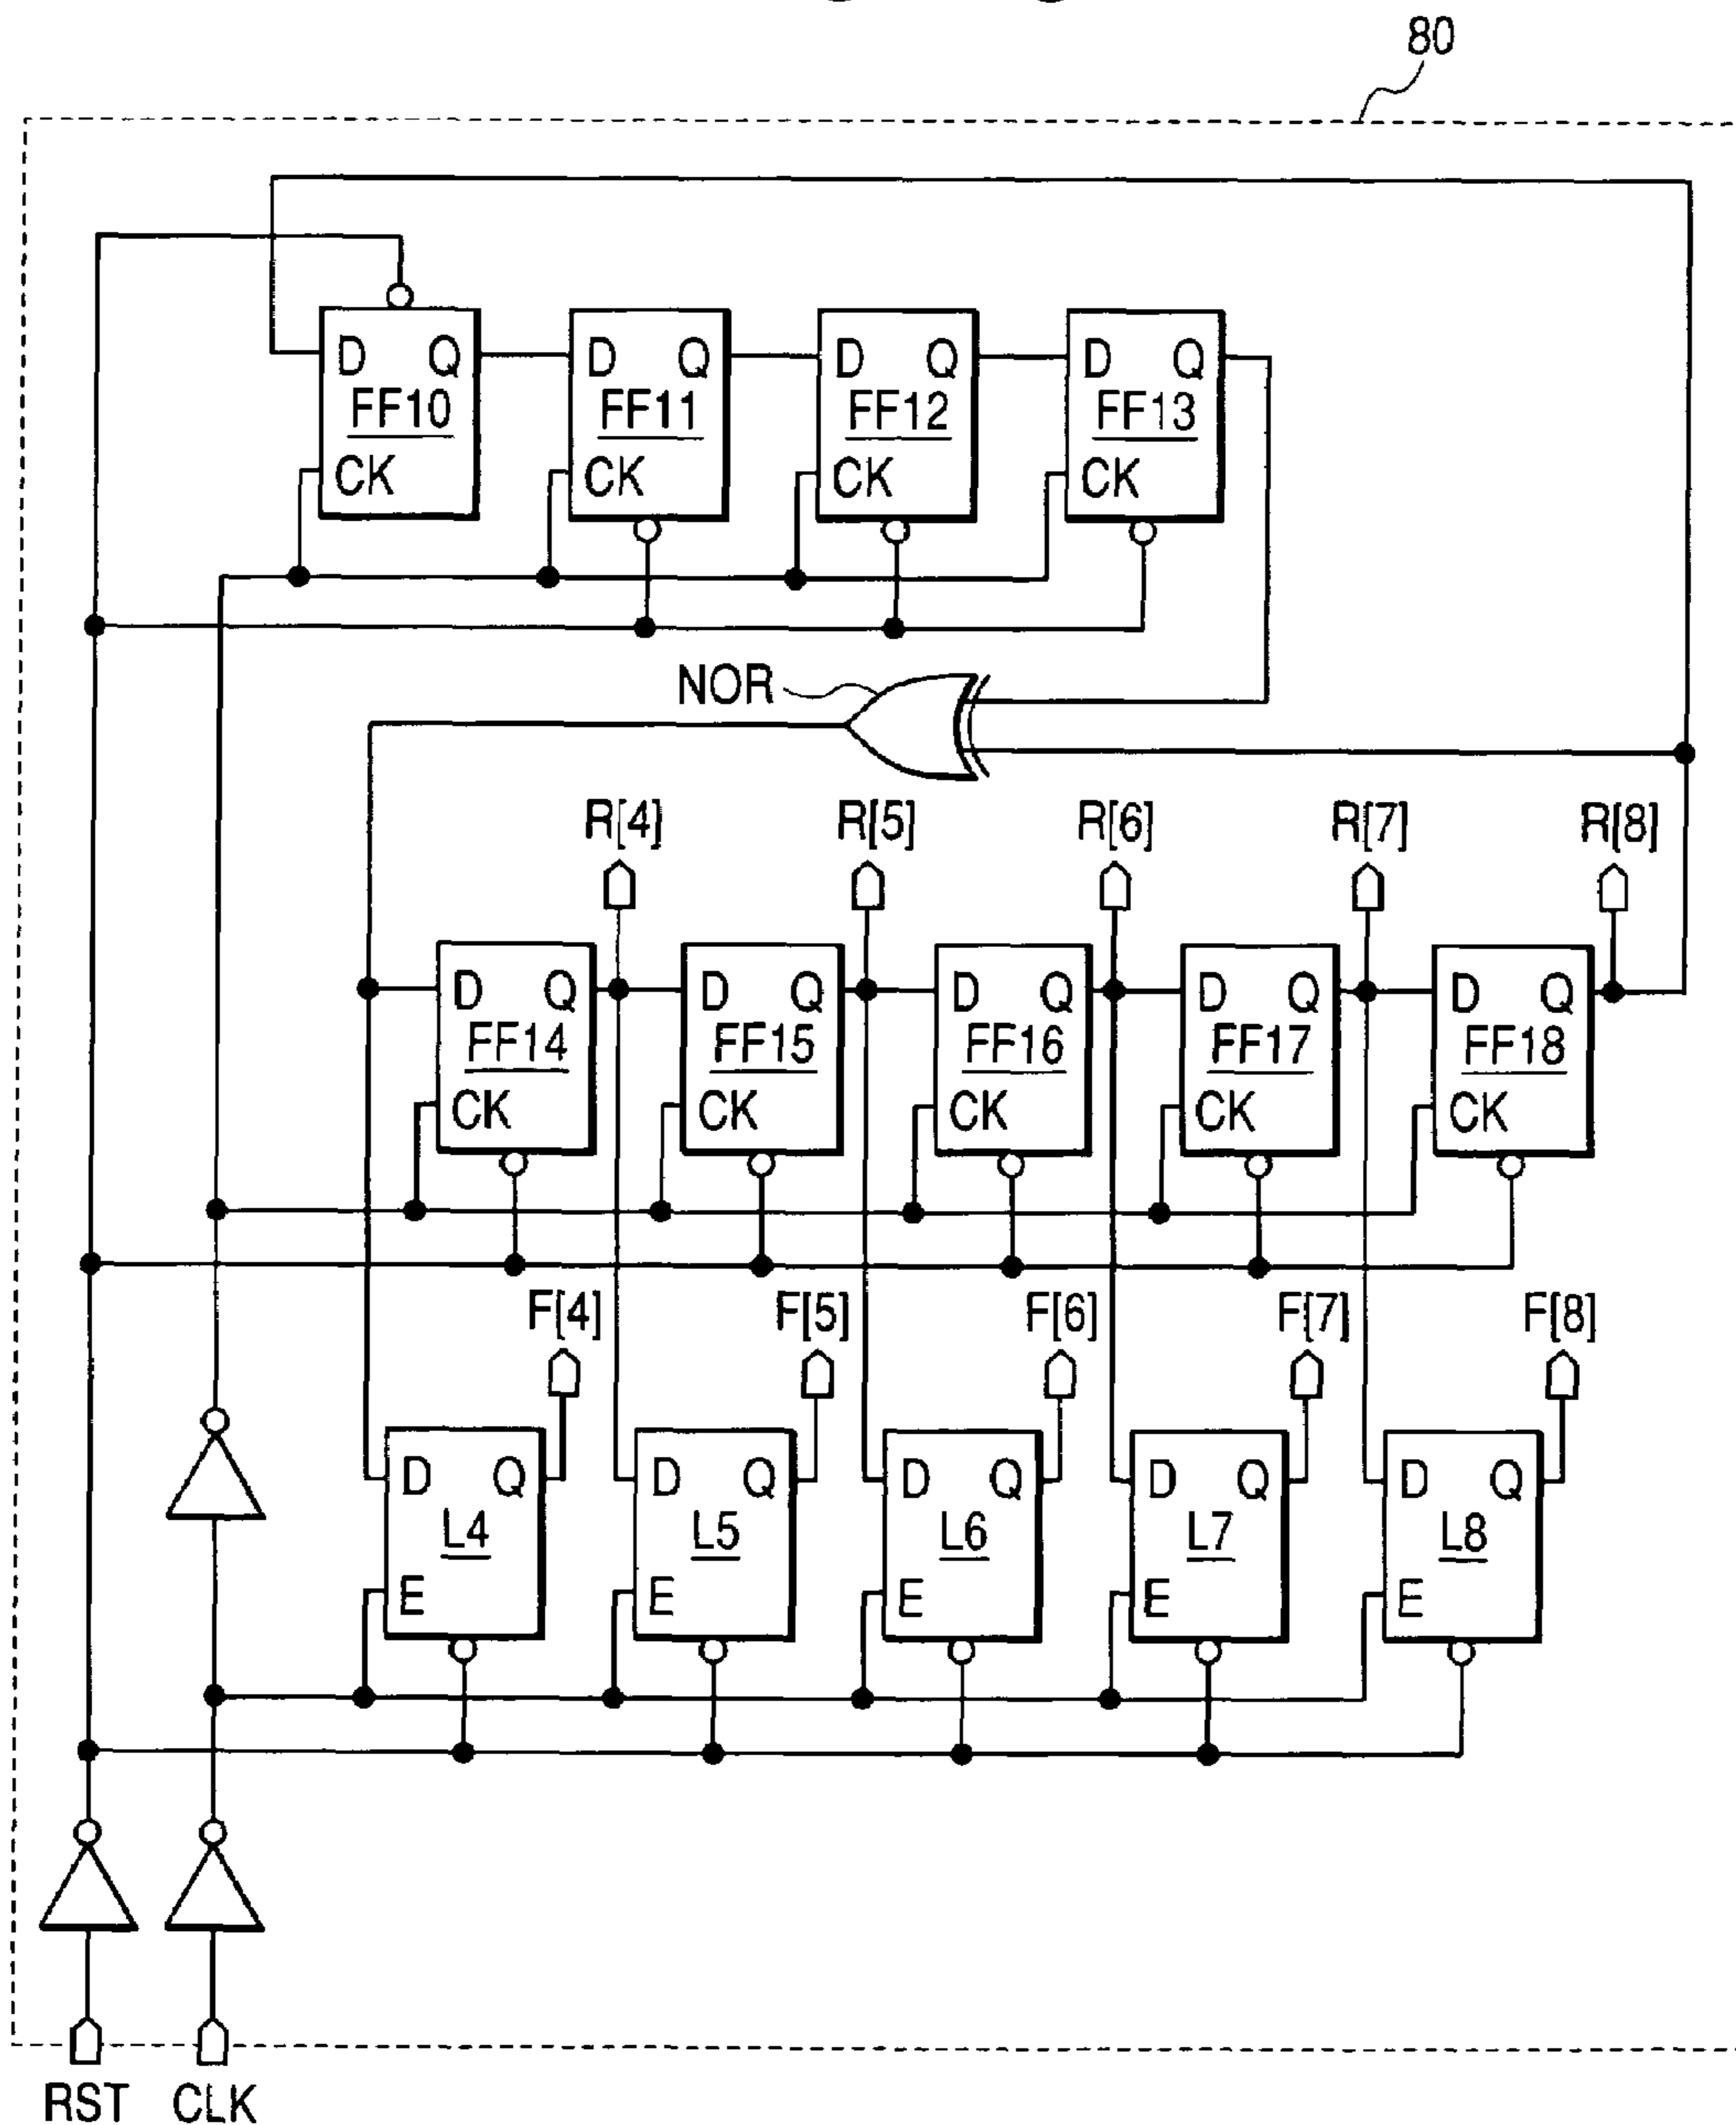 80
D Q D Q D Q D Q
FF10 FF11 FF12 FF13
CK CK CK CK
NOR
R[4] R[5] R[6] R[7] R[8]
D Q D Q D Q D Q D Q
FF14 FF15 FF16 FF17 FF18
CK CK CK CK CK
F[4] F[5] F[6] F[7] F[8]
D Q D Q D Q D Q D Q
L4 L5 L6 L7 L8
E E E E E
RST CLK